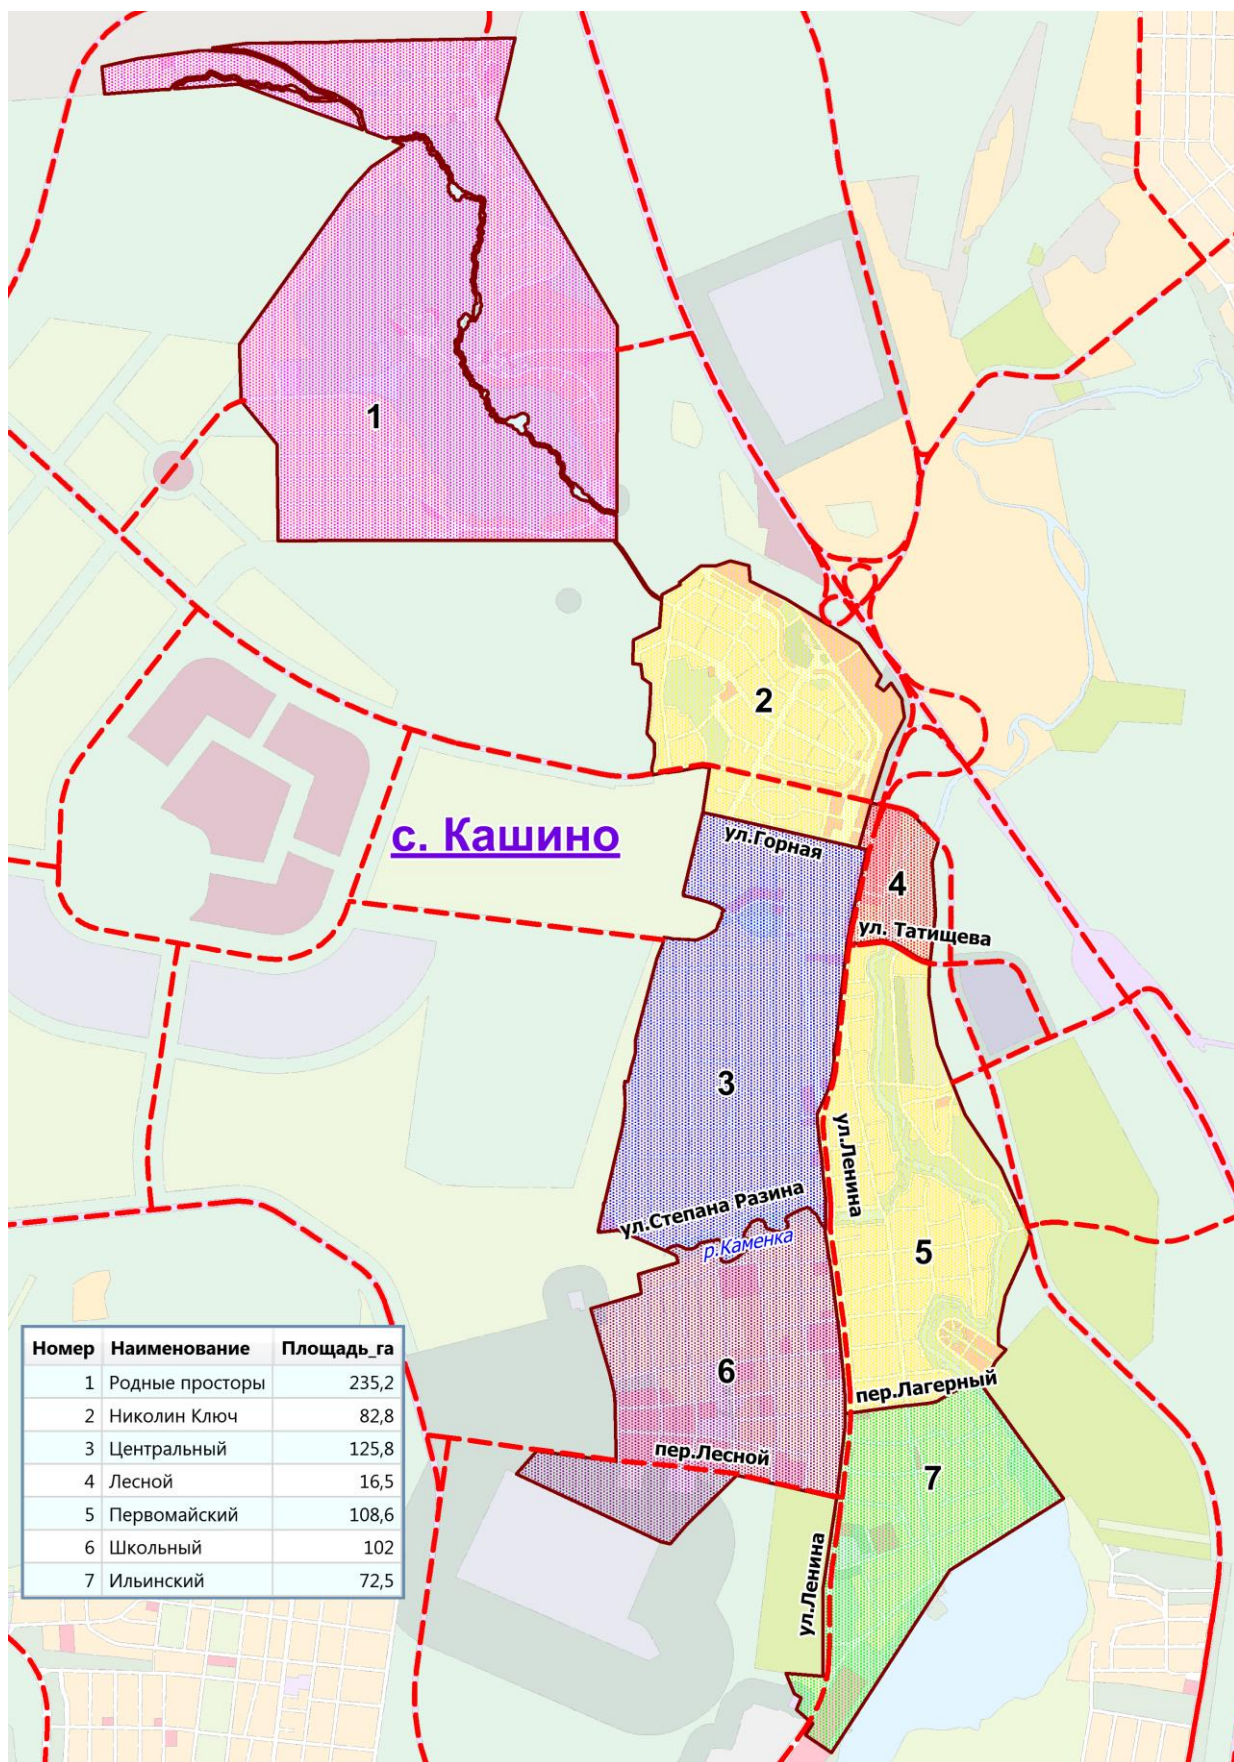 1
2
с. Кашино
ул.Горная
4
ул. Татищева
3
ул.Ленина
ул.Степана Разина
р.Каменка
5
Номер Наименование Площадь_га
1 Родные просторы 235,2
2 Николин Ключ 82,8
3 Центральный 125,8
4 Лесной 16,5
5 Первомайский 108,6
6 Школьный 102
7 Ильинский 72,5
6
пер.Лагерный
пер.Лесной
7
ул.Ленина